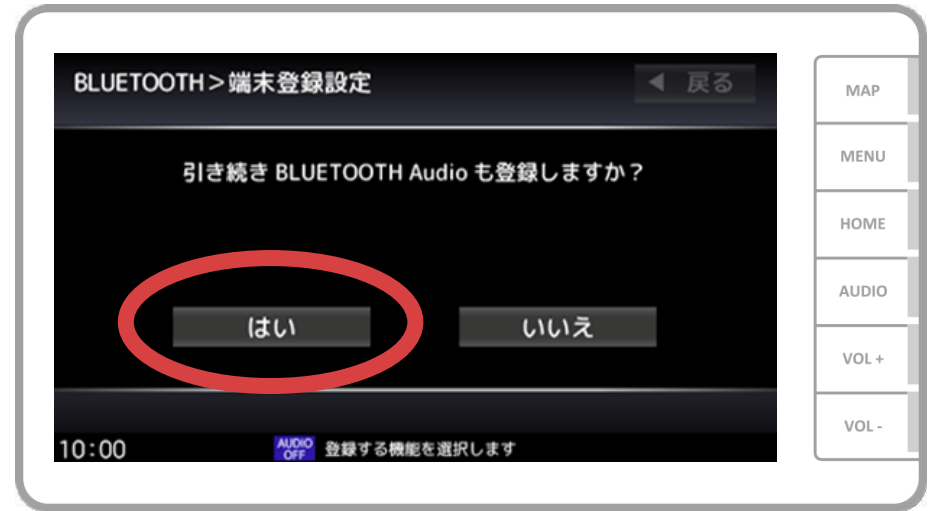 BLUETOOTH＞端末登録設定
◀ 戻る
引き続き BLUETOOTH Audio も登録しますか？
はい
いいえ
10:00
AUDIO
OFF
登録する機能を選択します
MAP
MENU
HOME
AUDIO
VOL +
VOL -